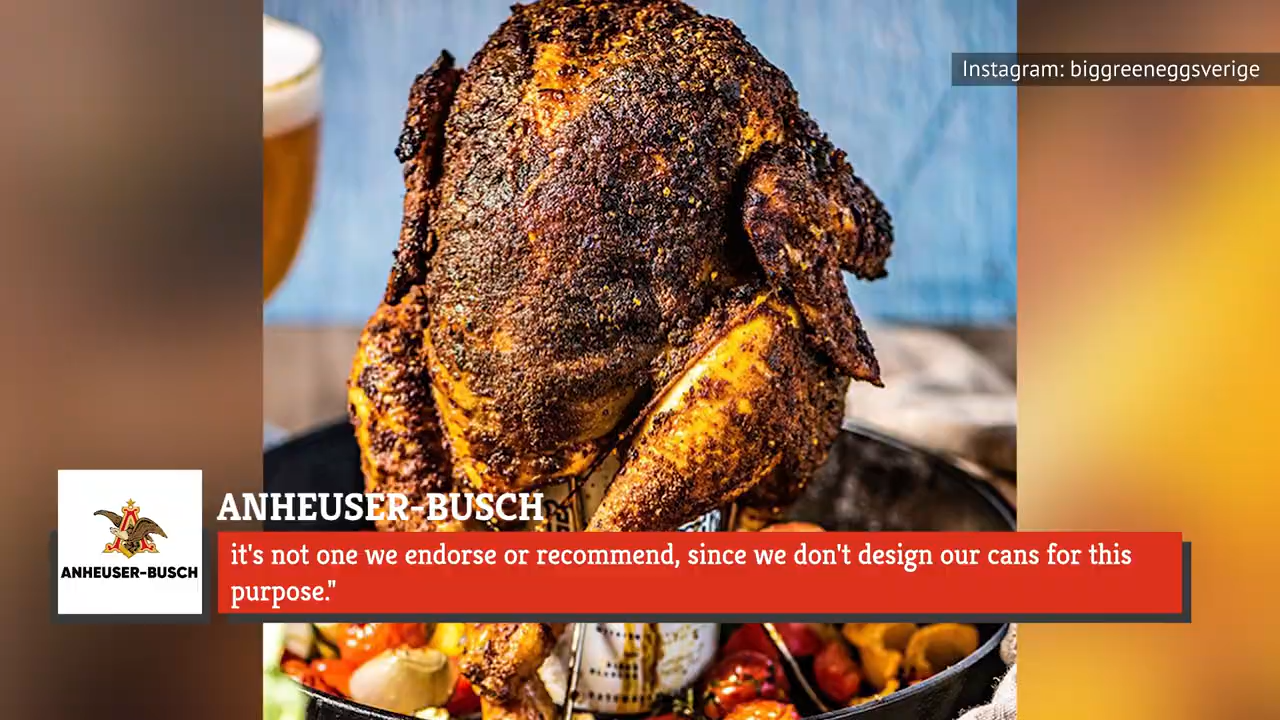 Instagram: biggreeneggsverige
ANHEUSER-BUSCH
ANHEUSER-BUSCH
it's not one we endorse or recommend, since we don't design our cans for this
purpose."